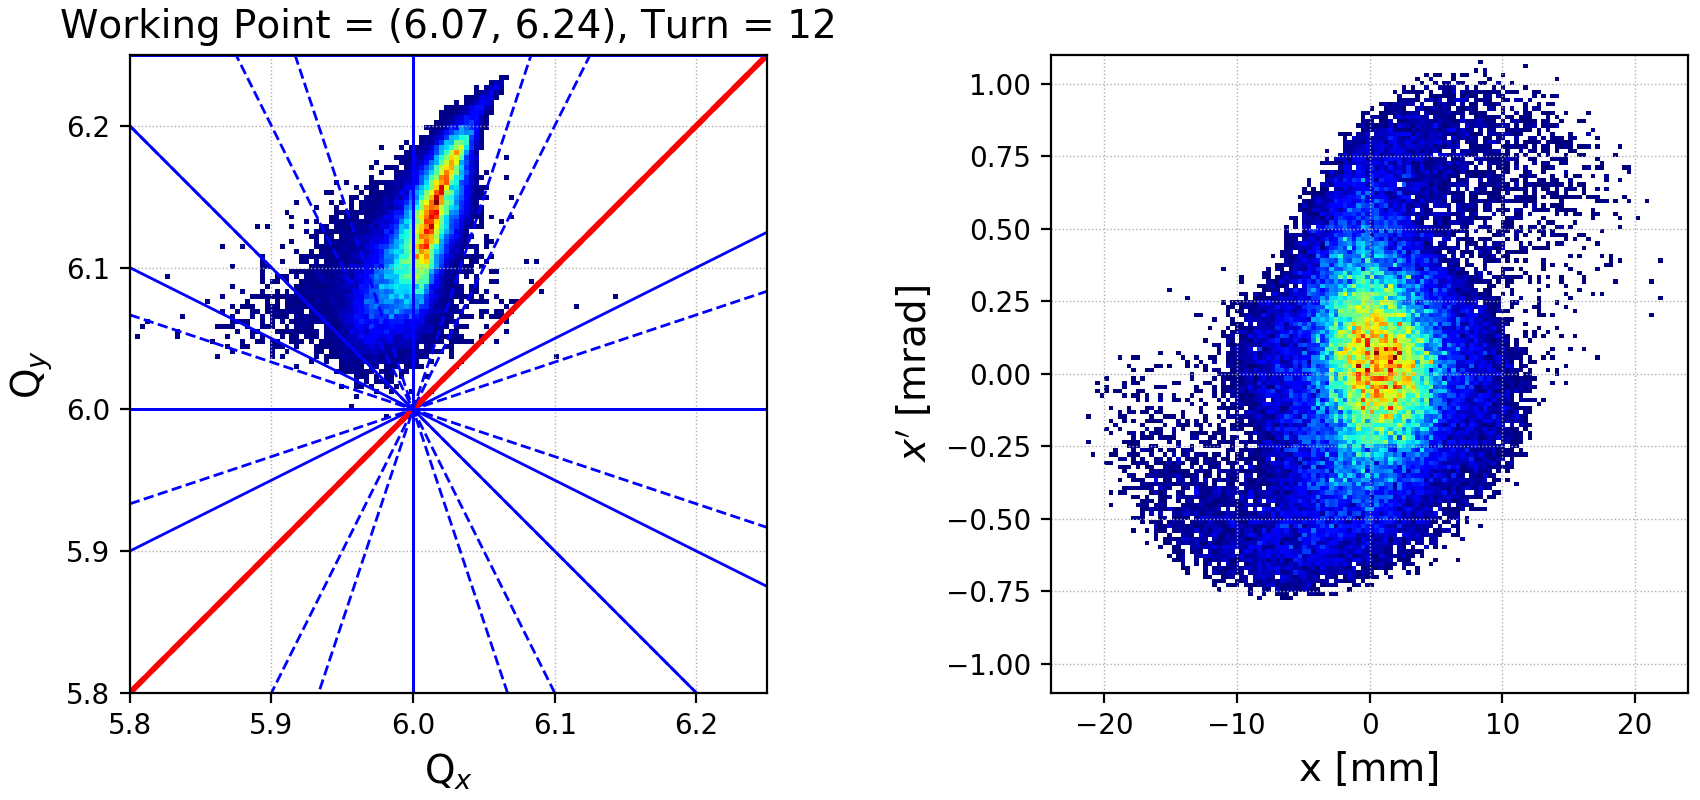 Working Point = (6.07, 6.24), Turn = 12
6.2
6.1
6.0
5.9
5.8
Q_y
5.8 5.9 6.0 6.1 6.2
Q_x
1.00
0.75
0.50
0.25
0.00
−0.25
−0.50
−0.75
−1.00
x′ [mrad]
−20 −10 0 10 20
x [mm]